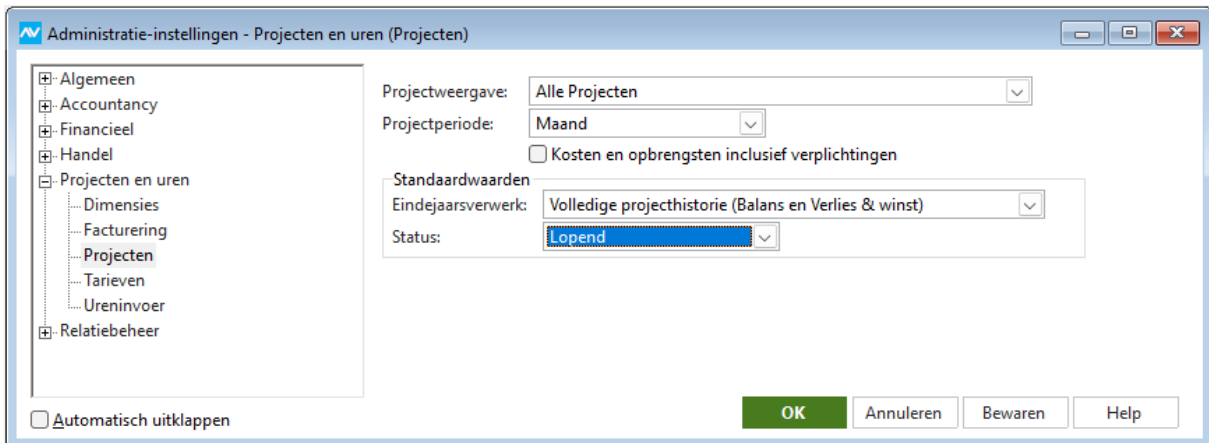 Administratie-instellingen - Projecten en uren (Projecten)
Algemeen
Accountancy
Financieel
Handel
Projecten en uren
Dimensies
Facturering
Projecten
Tarieven
Ureninvoer
Relatiebeheer
Automatisch uitklappen
Projectweergave: Alle Projecten
Projectperiode: Maand
Kosten en opbrengsten inclusief verplichtingen
Standaardwaarden
Eindejaarsverwerk: Volledige projecthistorie (Balans en Verlies & winst)
Status: Lopend
OK Annuleren Bewaren Help